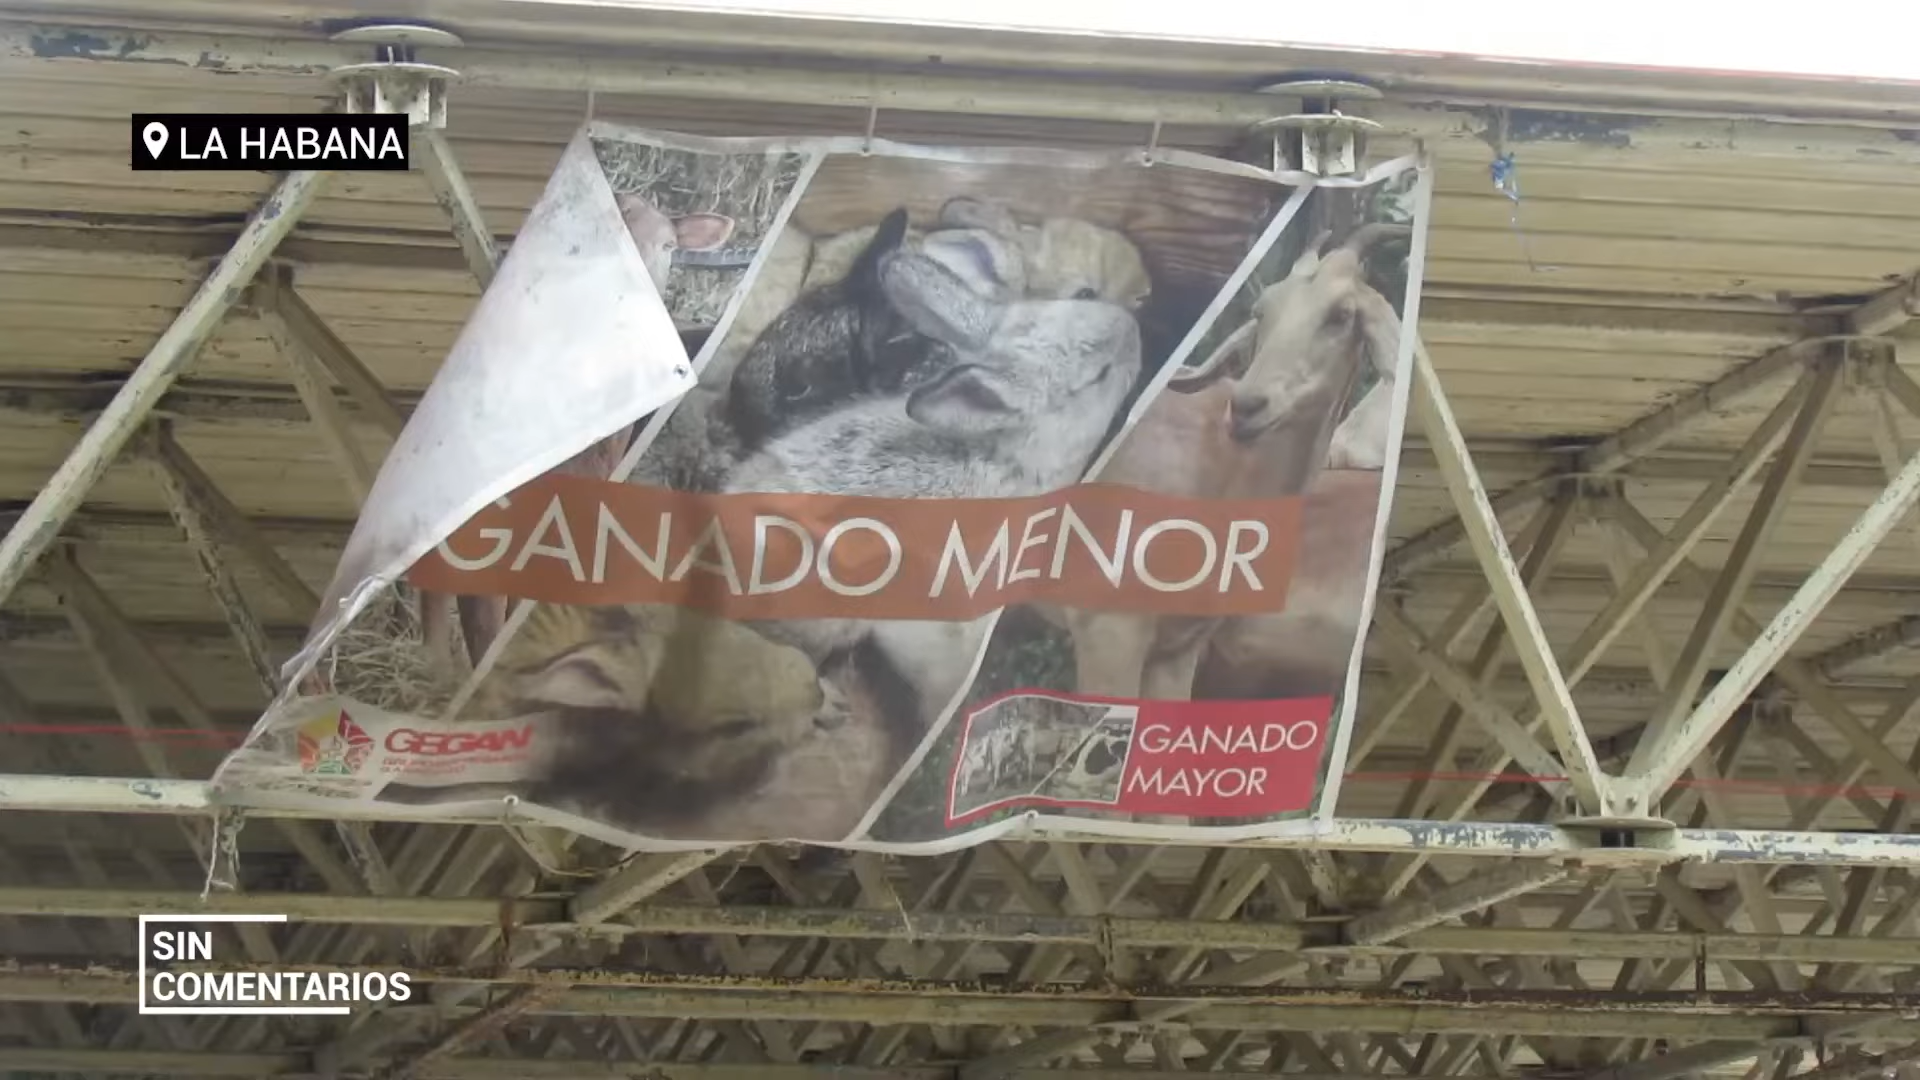 LA HABANA
GANADO MENOR
GEGAN
GANADO
MAYOR
SIN
COMENTARIOS